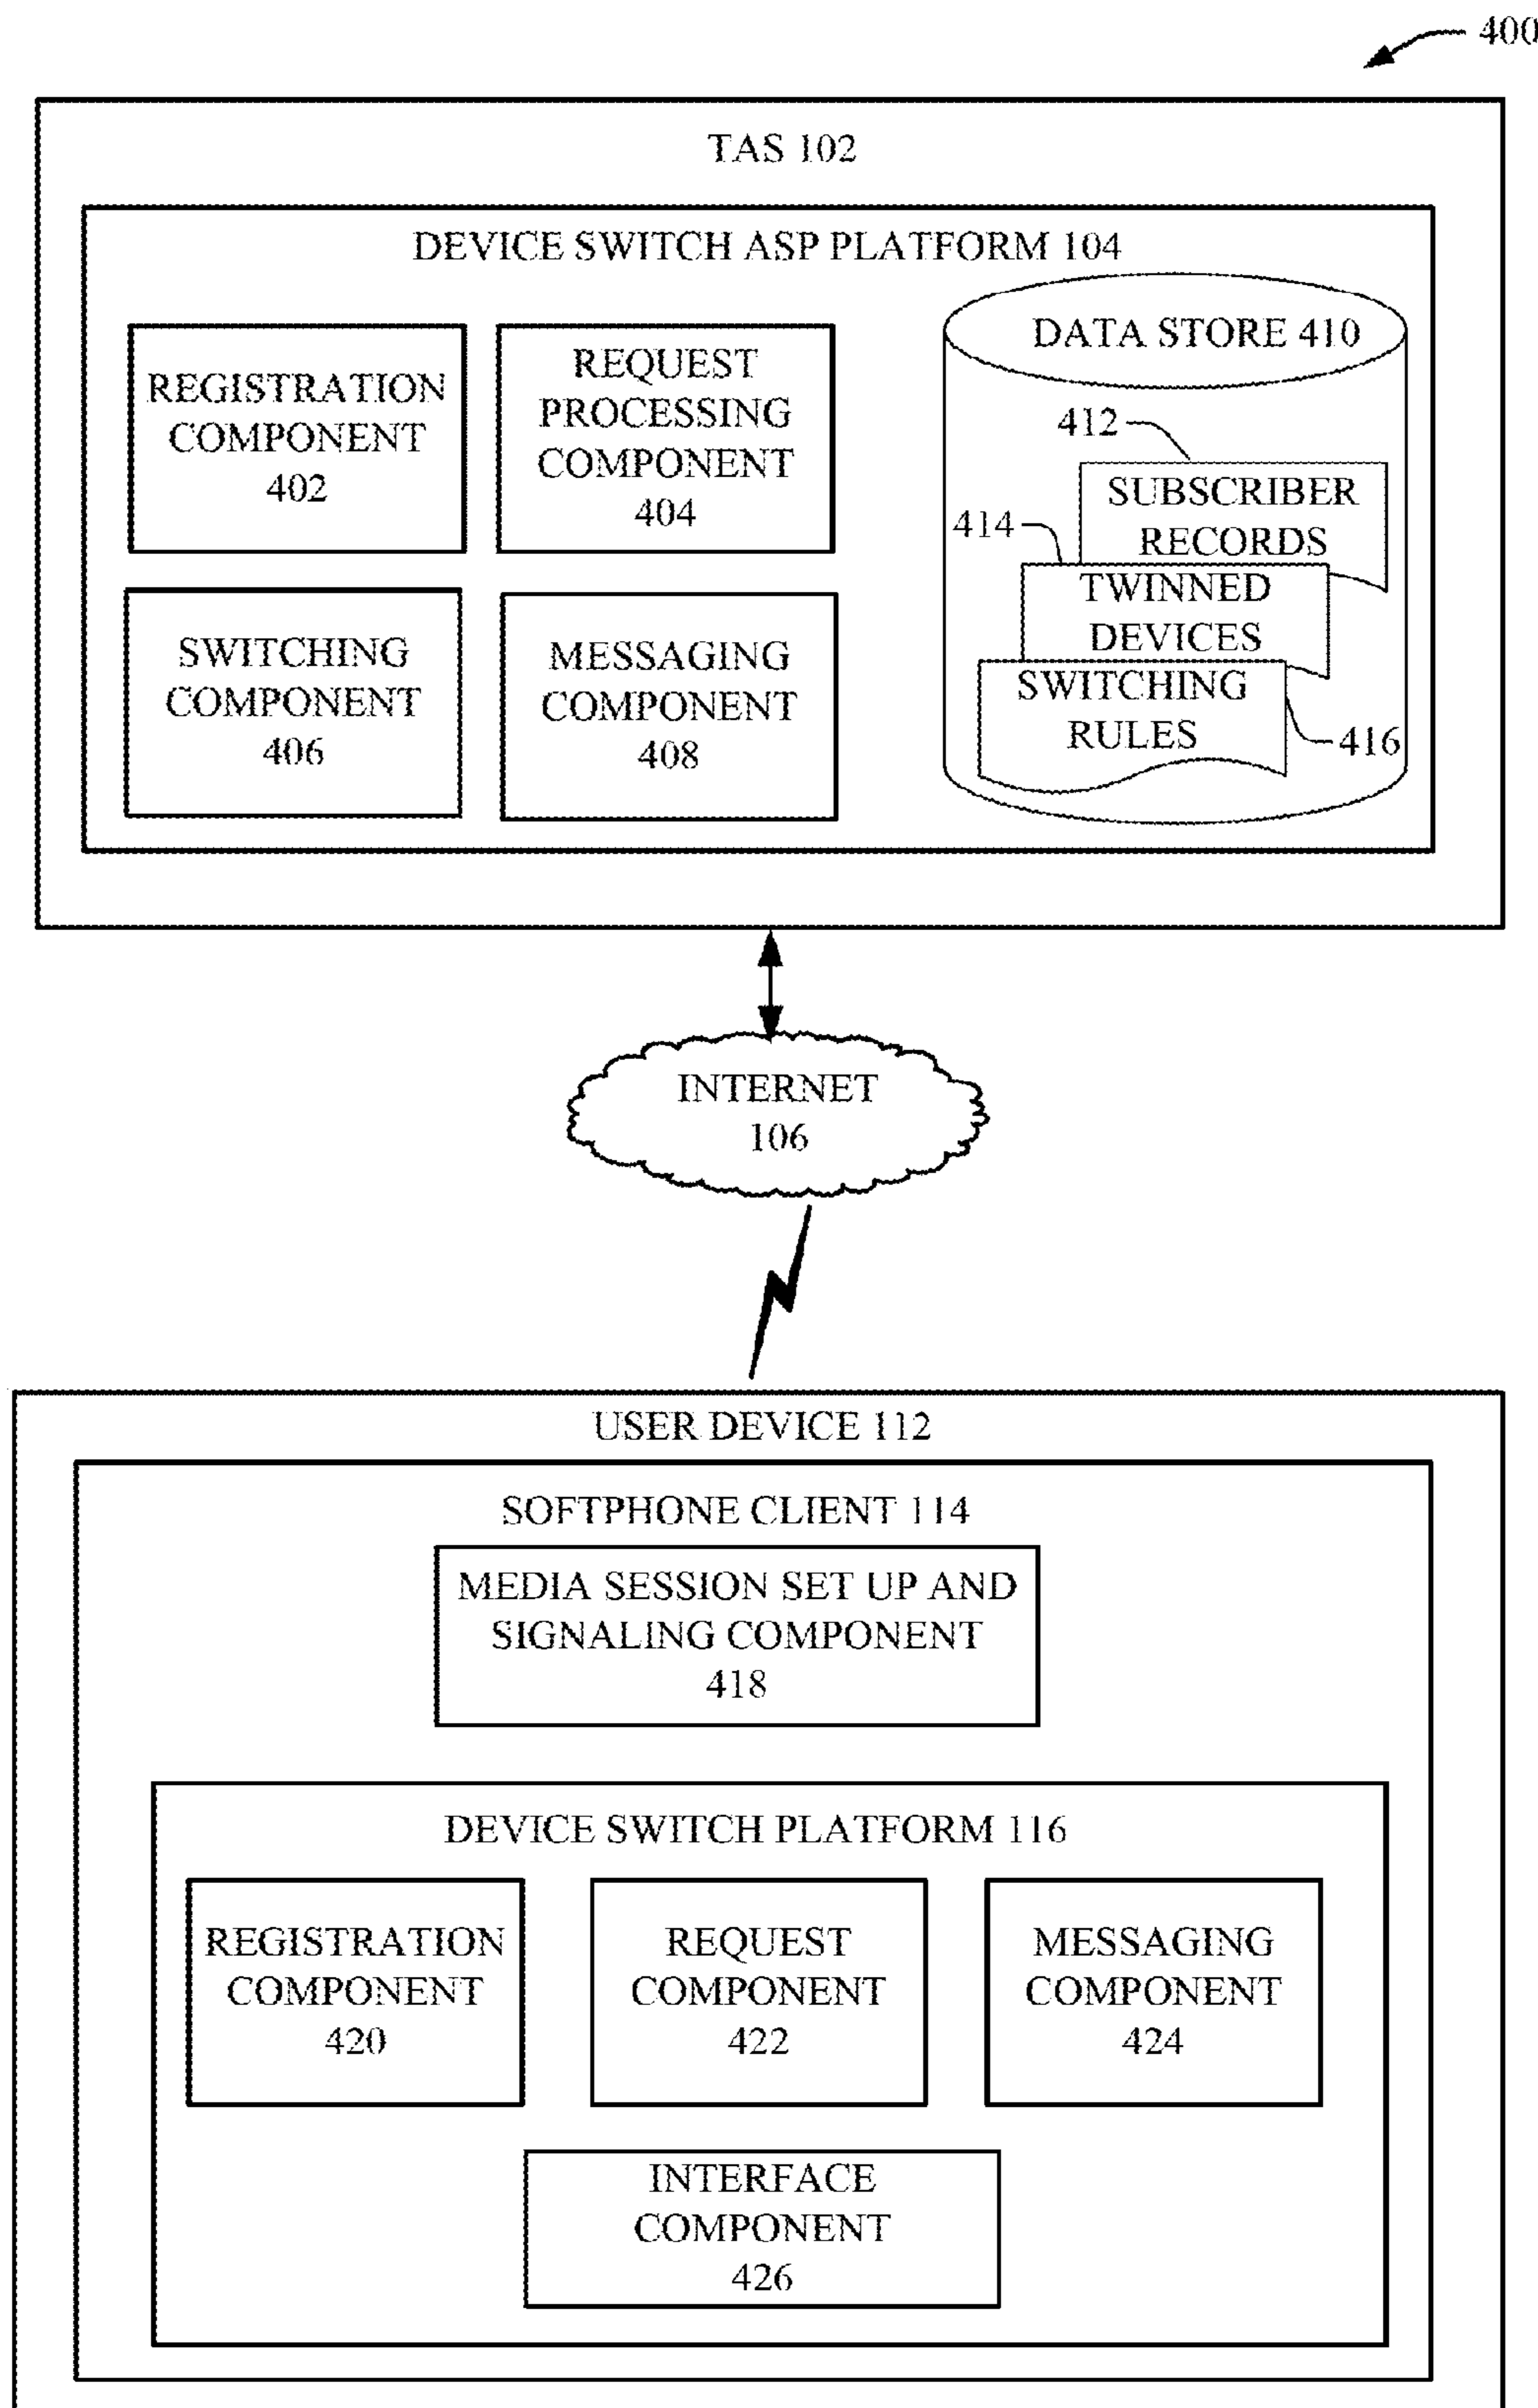 400
TAS 102
DEVICE SWITCH ASP PLATFORM 104
REGISTRATION
COMPONENT
402
REQUEST
PROCESSING
COMPONENT
404
SWITCHING
COMPONENT
406
MESSAGING
COMPONENT
408
DATA STORE 410
412
SUBSCRIBER
RECORDS
414
TWINNED
DEVICES
SWITCHING
RULES
416
INTERNET
106
USER DEVICE 112
SOFTPHONE CLIENT 114
MEDIA SESSION SET UP AND
SIGNALING COMPONENT
418
DEVICE SWITCH PLATFORM 116
REGISTRATION
COMPONENT
420
REQUEST
COMPONENT
422
MESSAGING
COMPONENT
424
INTERFACE
COMPONENT
426